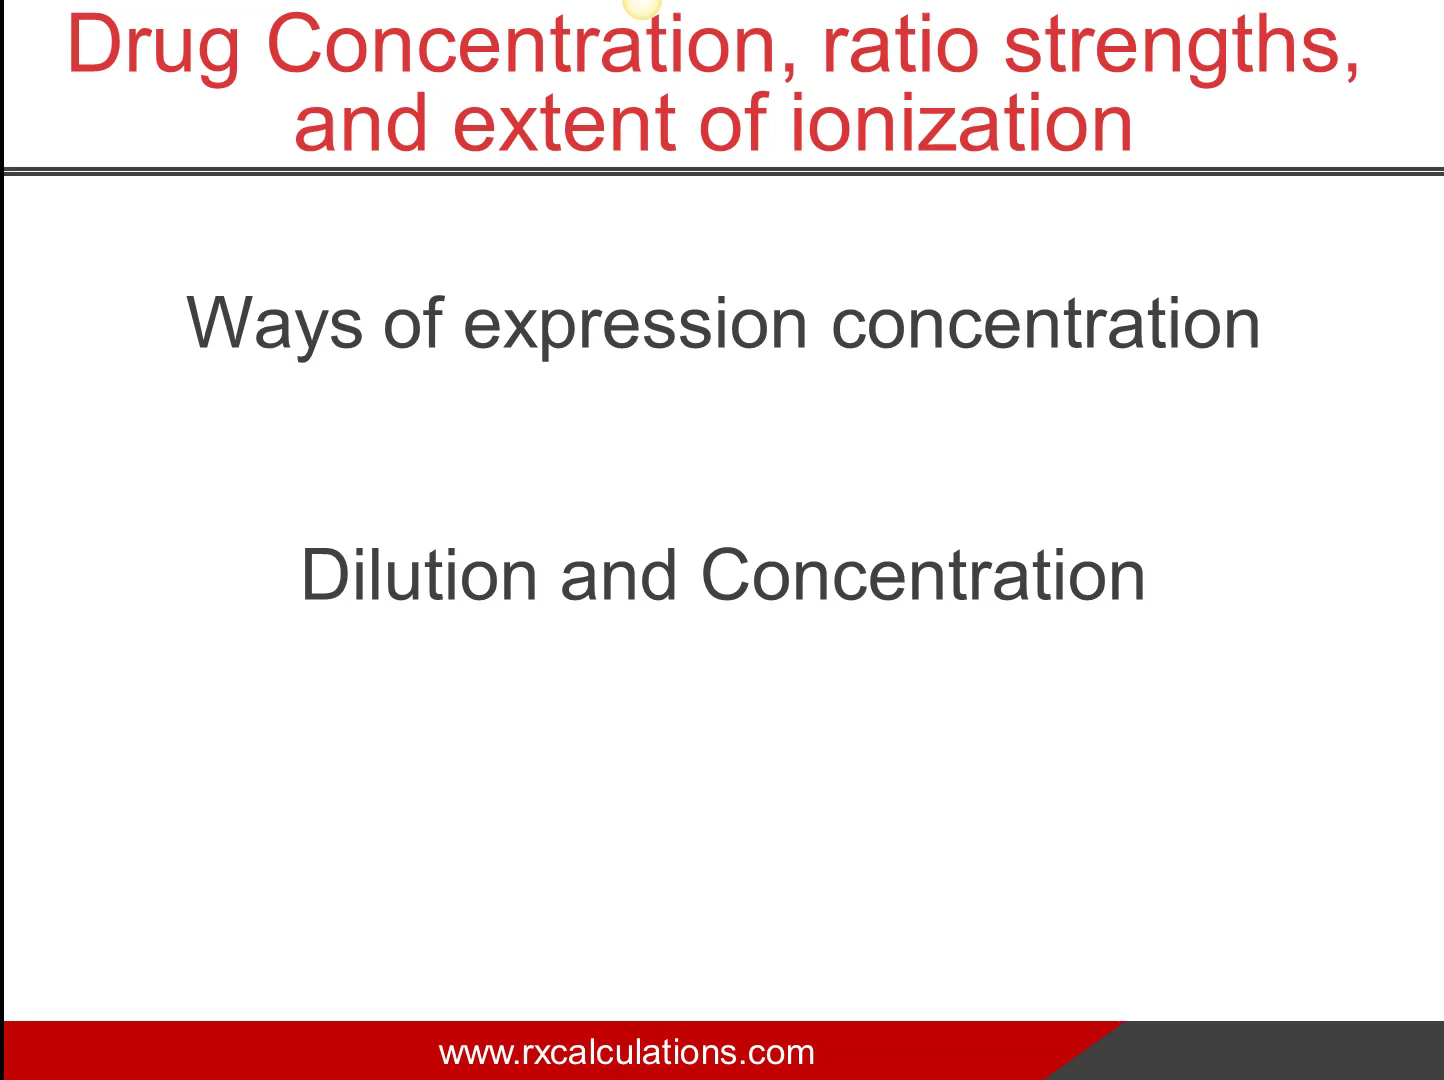 Drug Concentration, ratio strengths,
and extent of ionization
Ways of expression concentration
Dilution and Concentration
www.rxcalculations.com